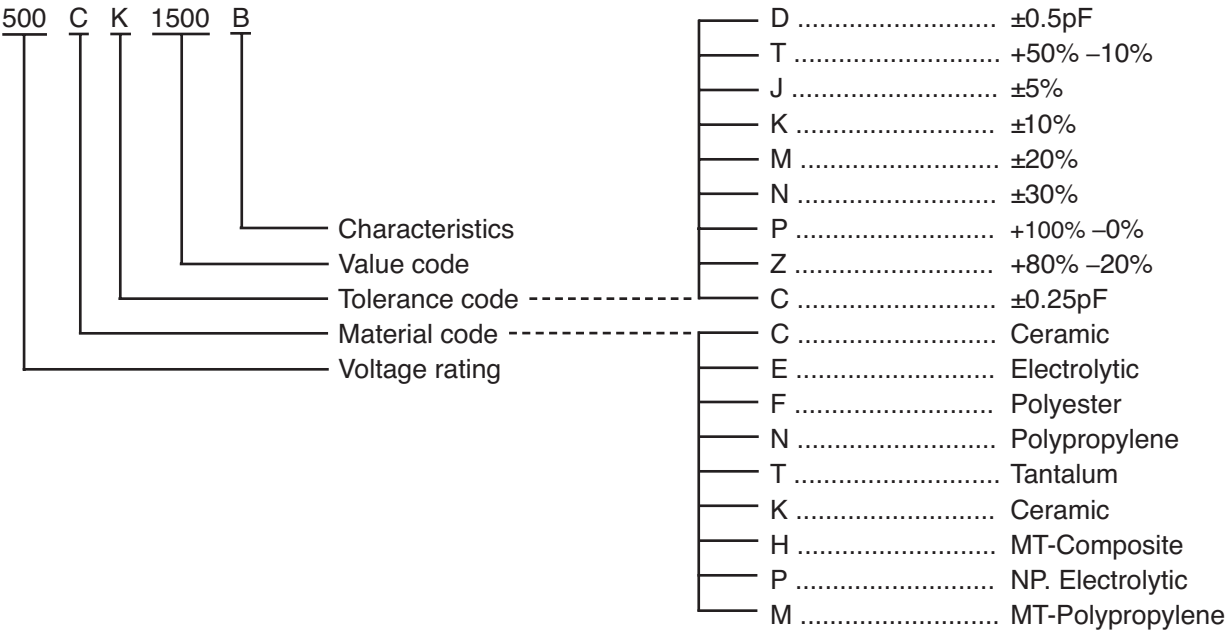 500 C K 1500 B
Characteristics
Value code
Tolerance code
Material code
Voltage rating
D ............................ ±0.5pF
T ............................ +50% –10%
J ............................ ±5%
K ............................ ±10%
M ............................ ±20%
N ............................ ±30%
P ............................ +100% –0%
Z ............................ +80% –20%
C ............................ ±0.25pF
C ............................ Ceramic
E ............................ Electrolytic
F ............................ Polyester
N ............................ Polypropylene
T ............................ Tantalum
K ............................ Ceramic
H ............................ MT-Composite
P ............................ NP. Electrolytic
M ............................ MT-Polypropylene